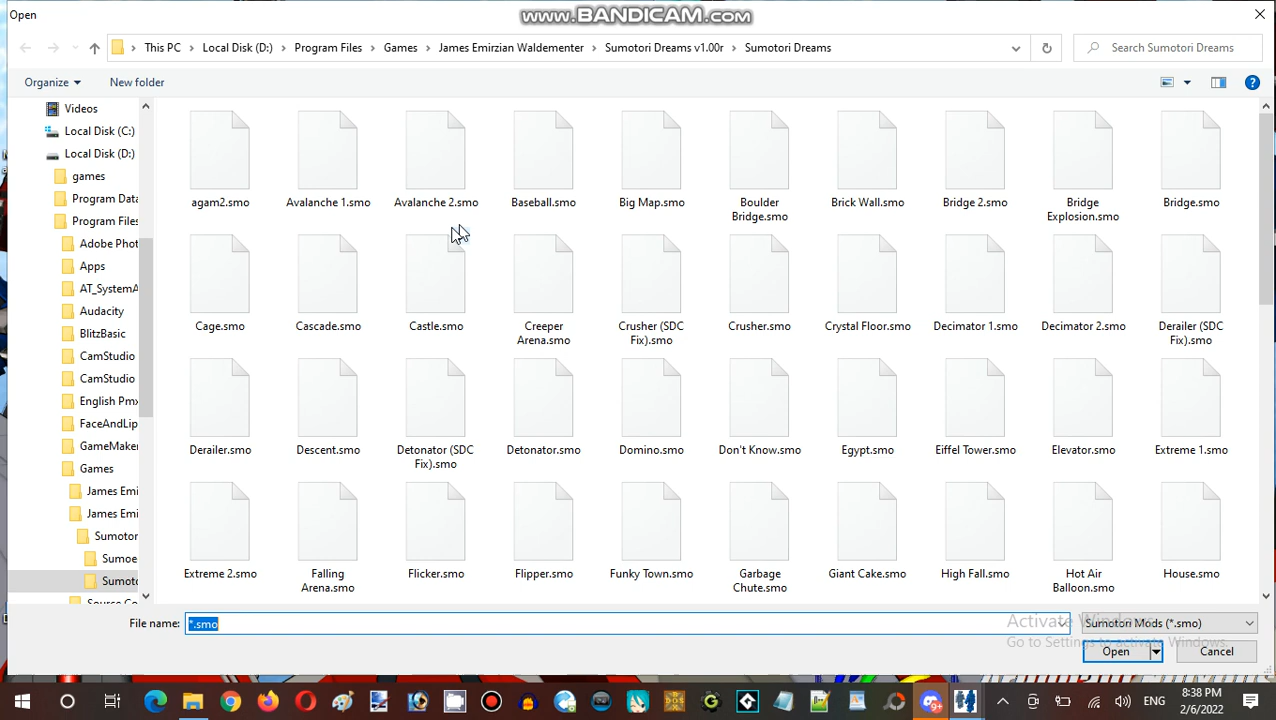 Open
www.BANDICAM.com
This PC > Local Disk (D:) > Program Files > Games > James Emirzian Waldementer > Sumotori Dreams v1.00r > Sumotori Dreams
Search Sumotori Dreams
Organize
New folder
Videos
Local Disk (C:)
Local Disk (D:)
games
Program Data
Program Files
Adobe Phot
Apps
AT_SystemA
Audacity
BlitzBasic
CamStudio
CamStudio
English Pmx
FaceAndLip
GameMaker
Games
James Emi
James Emi
Sumotor
Sumoe
Sumoto
agam2.smo
Avalanche 1.smo
Avalanche 2.smo
Baseball.smo
Big Map.smo
Boulder
Bridge.smo
Brick Wall.smo
Bridge 2.smo
Bridge
Explosion.smo
Bridge.smo
Cage.smo
Cascade.smo
Castle.smo
Creeper
Arena.smo
Crusher (SDC
Fix).smo
Crusher.smo
Crystal Floor.smo
Decimator 1.smo
Decimator 2.smo
Derailer (SDC
Fix).smo
Derailer.smo
Descent.smo
Detonator (SDC
Fix).smo
Detonator.smo
Domino.smo
Don't Know.smo
Egypt.smo
Eiffel Tower.smo
Elevator.smo
Extreme 1.smo
Extreme 2.smo
Falling
Arena.smo
Flicker.smo
Flipper.smo
Funky Town.smo
Garbage
Chute.smo
Giant Cake.smo
High Fall.smo
Hot Air
Balloon.smo
House.smo
File name:
*.smo
Sumotori Mods (*.smo)
Activate Windows
Go to Settings to activate Windows.
Open
Cancel
ENG
8:38 PM
2/6/2022